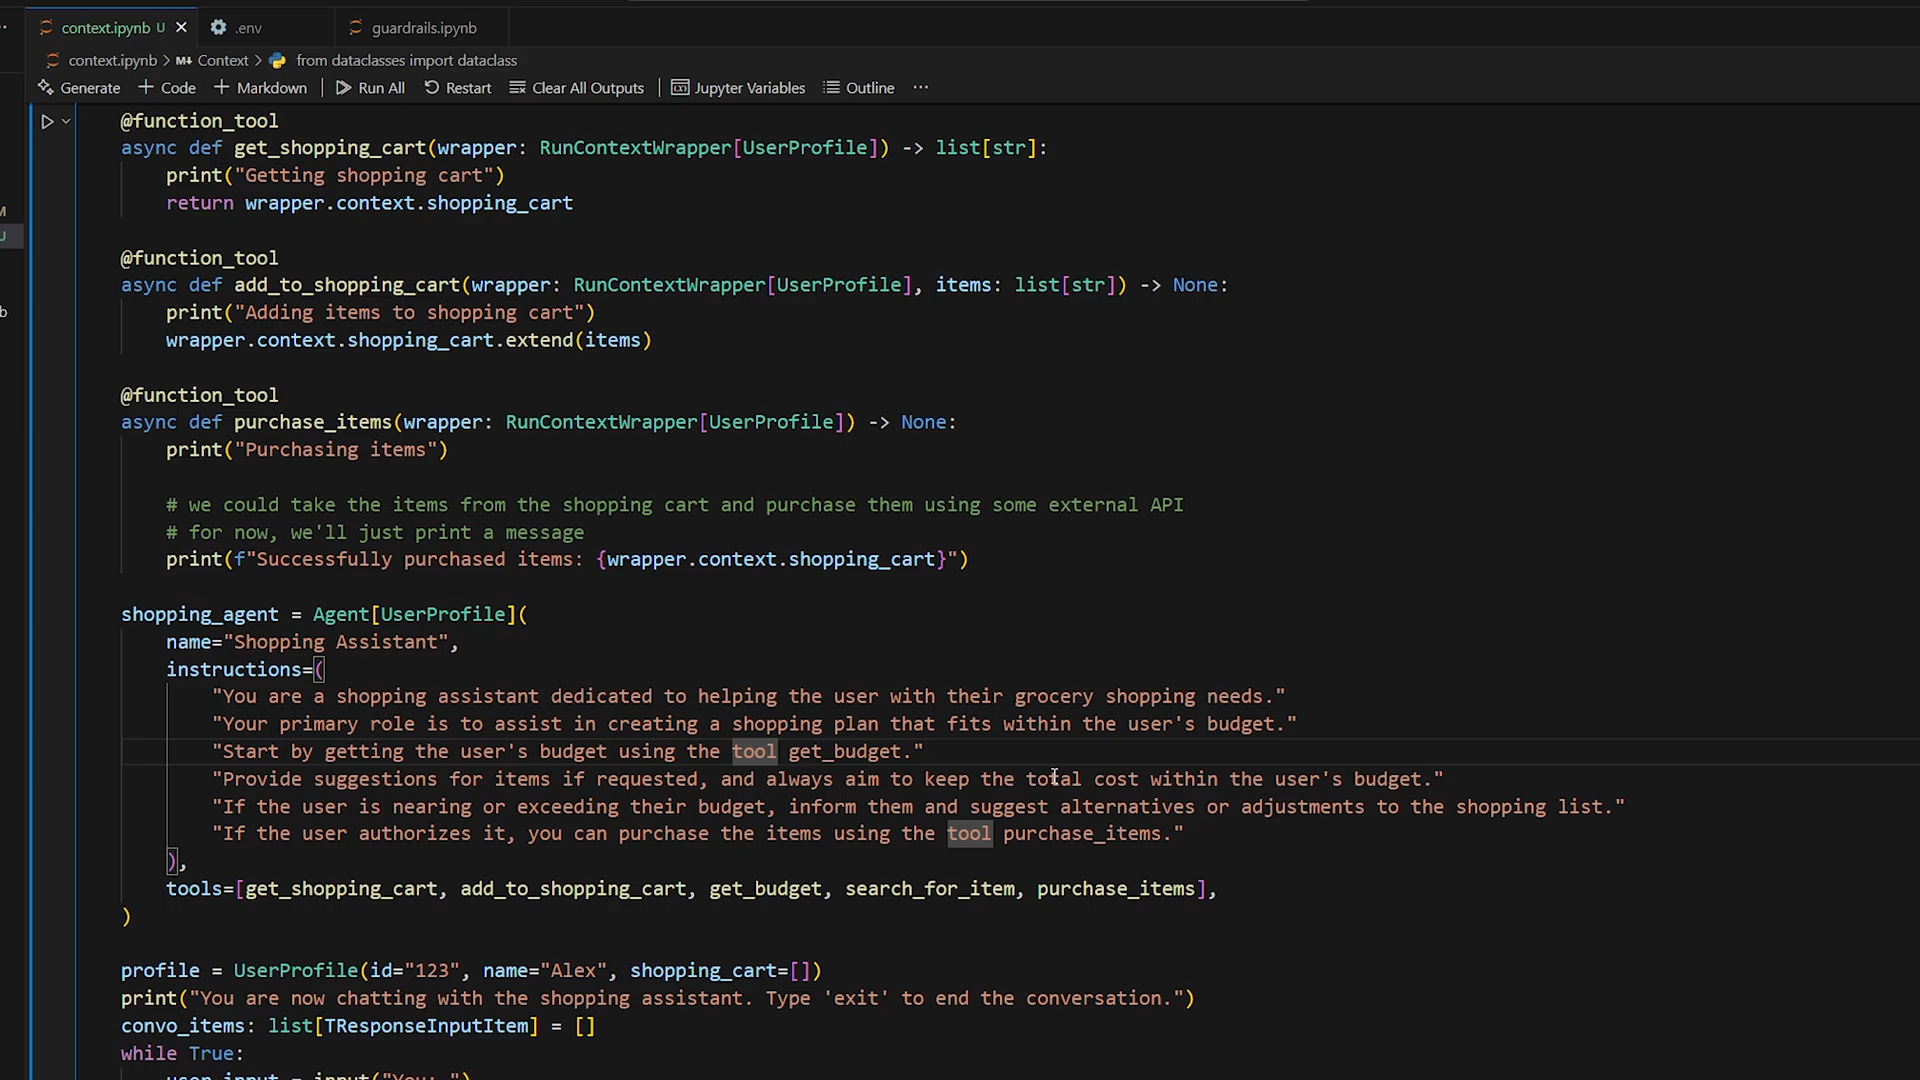 context.ipynb U
.env
guardrails.ipynb
context.ipynb > M↓ Context > from dataclasses import dataclass
Generate + Code + Markdown | Run All Restart Clear All Outputs | Jupyter Variables Outline ...
@function_tool
async def get_shopping_cart(wrapper: RunContextWrapper[UserProfile]) -> list[str]:
    print("Getting shopping cart")
    return wrapper.context.shopping_cart
@function_tool
async def add_to_shopping_cart(wrapper: RunContextWrapper[UserProfile], items: list[str]) -> None:
    print("Adding items to shopping cart")
    wrapper.context.shopping_cart.extend(items)
@function_tool
async def purchase_items(wrapper: RunContextWrapper[UserProfile]) -> None:
    print("Purchasing items")
    # we could take the items from the shopping cart and purchase them using some external API
    # for now, we'll just print a message
    print(f"Successfully purchased items: {wrapper.context.shopping_cart}")
shopping_agent = Agent[UserProfile](
    name="Shopping Assistant",
    instructions=(
        "You are a shopping assistant dedicated to helping the user with their grocery shopping needs."
        "Your primary role is to assist in creating a shopping plan that fits within the user's budget."
        "Start by getting the user's budget using the tool get_budget."
        "Provide suggestions for items if requested, and always aim to keep the total cost within the user's budget."
        "If the user is nearing or exceeding their budget, inform them and suggest alternatives or adjustments to the shopping list."
        "If the user authorizes it, you can purchase the items using the tool purchase_items."
    ),
    tools=[get_shopping_cart, add_to_shopping_cart, get_budget, search_for_item, purchase_items],
)
profile = UserProfile(id="123", name="Alex", shopping_cart=[])
print("You are now chatting with the shopping assistant. Type 'exit' to end the conversation.")
convo_items: list[TResponseInputItem] = []
while True:
    user_input = input("You: ")